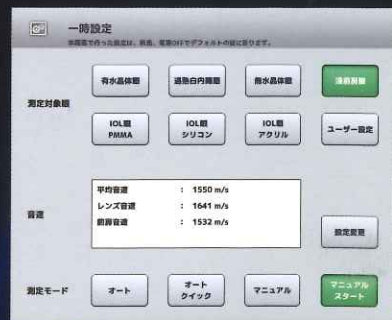 一時設定
本画面で行った設定は、終了、電源OFFでデフォルトの値に戻ります。
測定対象眼
有水晶体眼
過熟白内障眼
無水晶体眼
浅前房眼
IOL眼
PMMA
IOL眼
シリコン
IOL眼
アクリル
ユーザー設定
音速
平均音速 : 1550 m/s
レンズ音速 : 1641 m/s
前房音速 : 1532 m/s
設定変更
測定モード
オート
オート
クイック
マニュアル
マニュアル
スタート